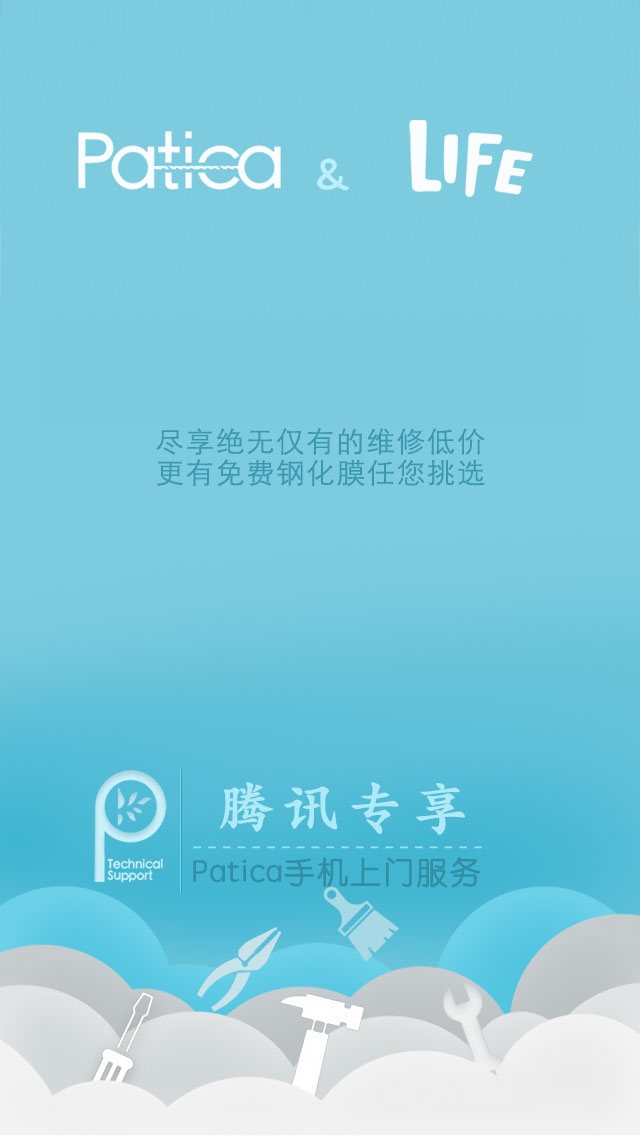 Patica & LIFE
尽享绝无仅有的维修低价
更有免费钢化膜任您挑选
腾讯专享
Technical
Support
Patica手机上门服务